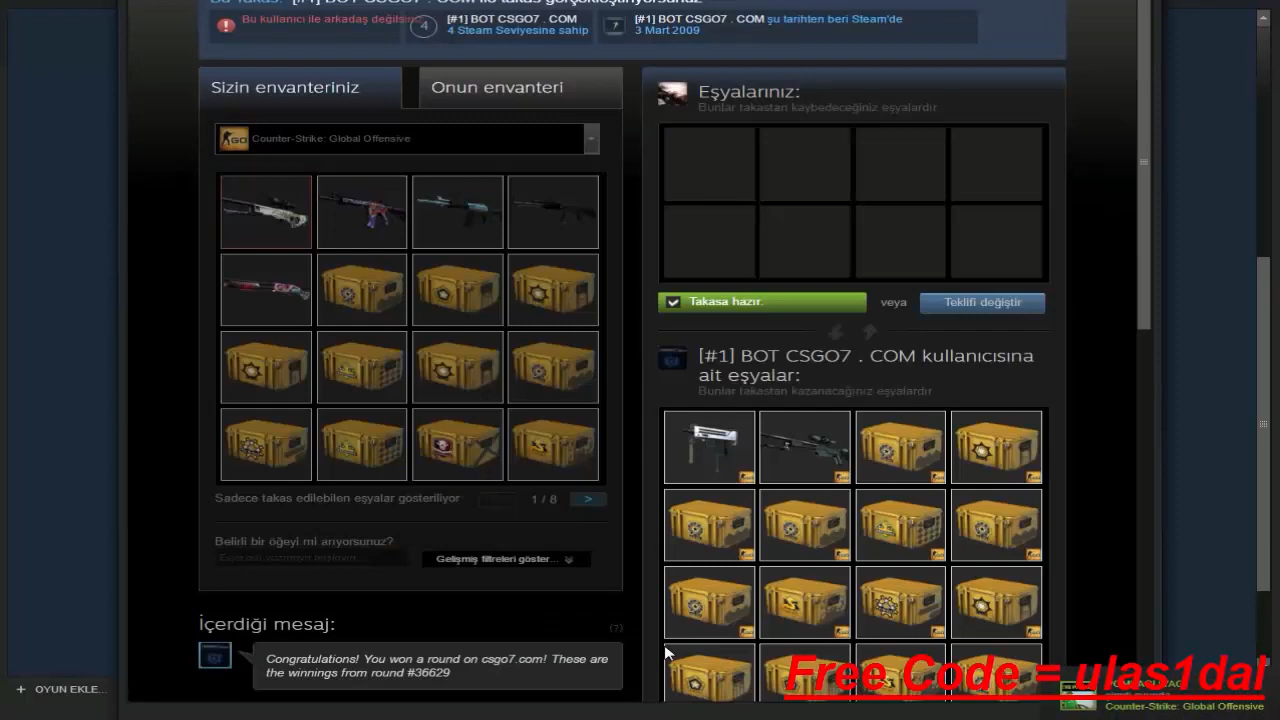 Bu kullanıcı ile arkadaş değilsiniz
4
[#1] BOT CSGO7 . COM
4 Steam Seviyesine sahip
7
[#1] BOT CSGO7 . COM şu tarihten beri Steam'de
3 Mart 2009
Sizin envanteriniz
Onun envanteri
Counter-Strike: Global Offensive
Sadece takas edilebilen eşyalar gösteriliyor
1 / 8
>
Belirli bir öğeyi mi arıyorsunuz?
Gelişmiş filtreleri göster...
İçerdiği mesaj:
(?)
Congratulations! You won a round on csgo7.com! These are
the winnings from round #36629
Eşyalarınız:
Bunlar takastan kaybedeceğiniz eşyalardır
Takasa hazır.
veya
Teklifi değiştir
[#1] BOT CSGO7 . COM kullanıcısına
ait eşyalar:
Bunlar takastan kazanacağınız eşyalardır
Free Code = ulas1dal
+ OYUN EKLE...
Counter-Strike: Global Offensive